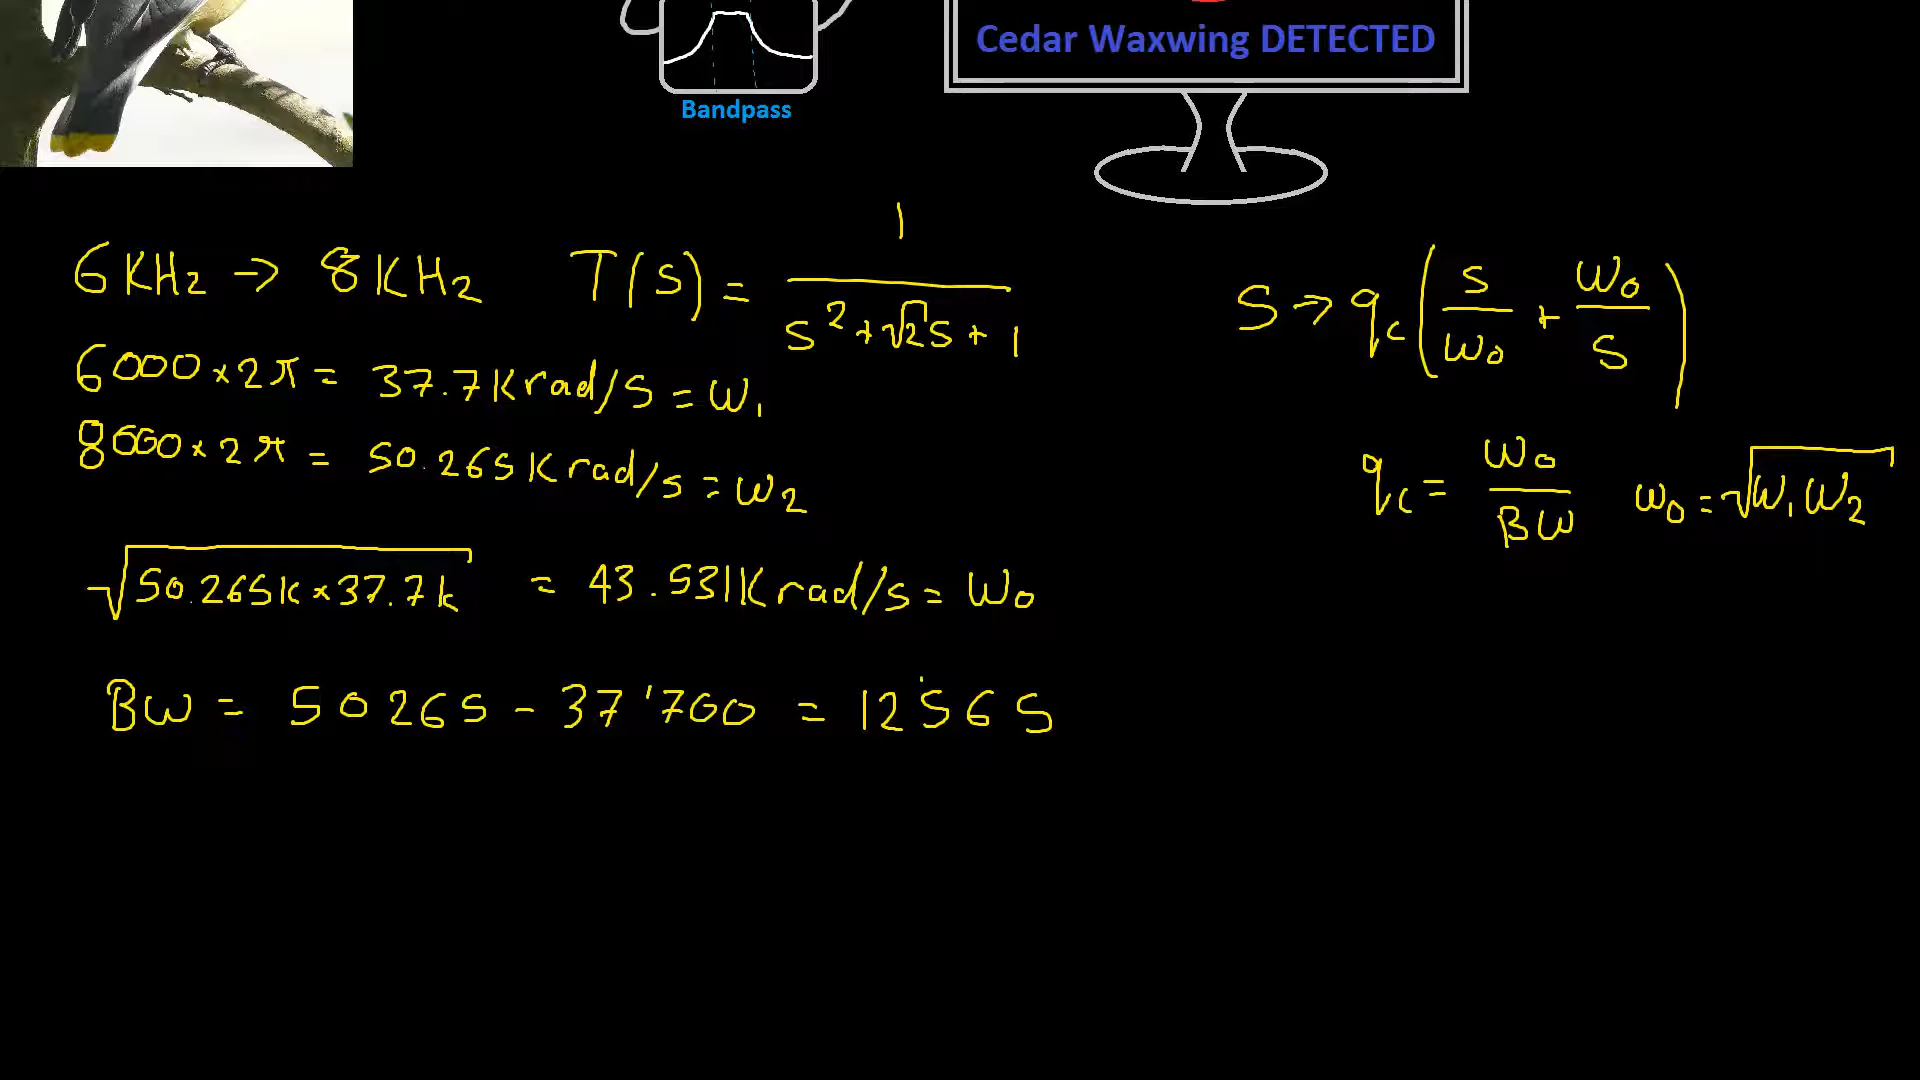 Cedar Waxwing DETECTED
Bandpass
6KHz → 8KHz T(s) = 1 / (s² + √2s + 1)
s → qc(s/ω0 + ω0/s)
6000 × 2π = 37.7Krad/s = ω1
8000 × 2π = 50.265Krad/s = ω2
qc = ω0/BW ω0 = √ω1ω2
√50.265k × 37.7k = 43.531Krad/s = ω0
BW = 50265 - 37'700 = 12'565